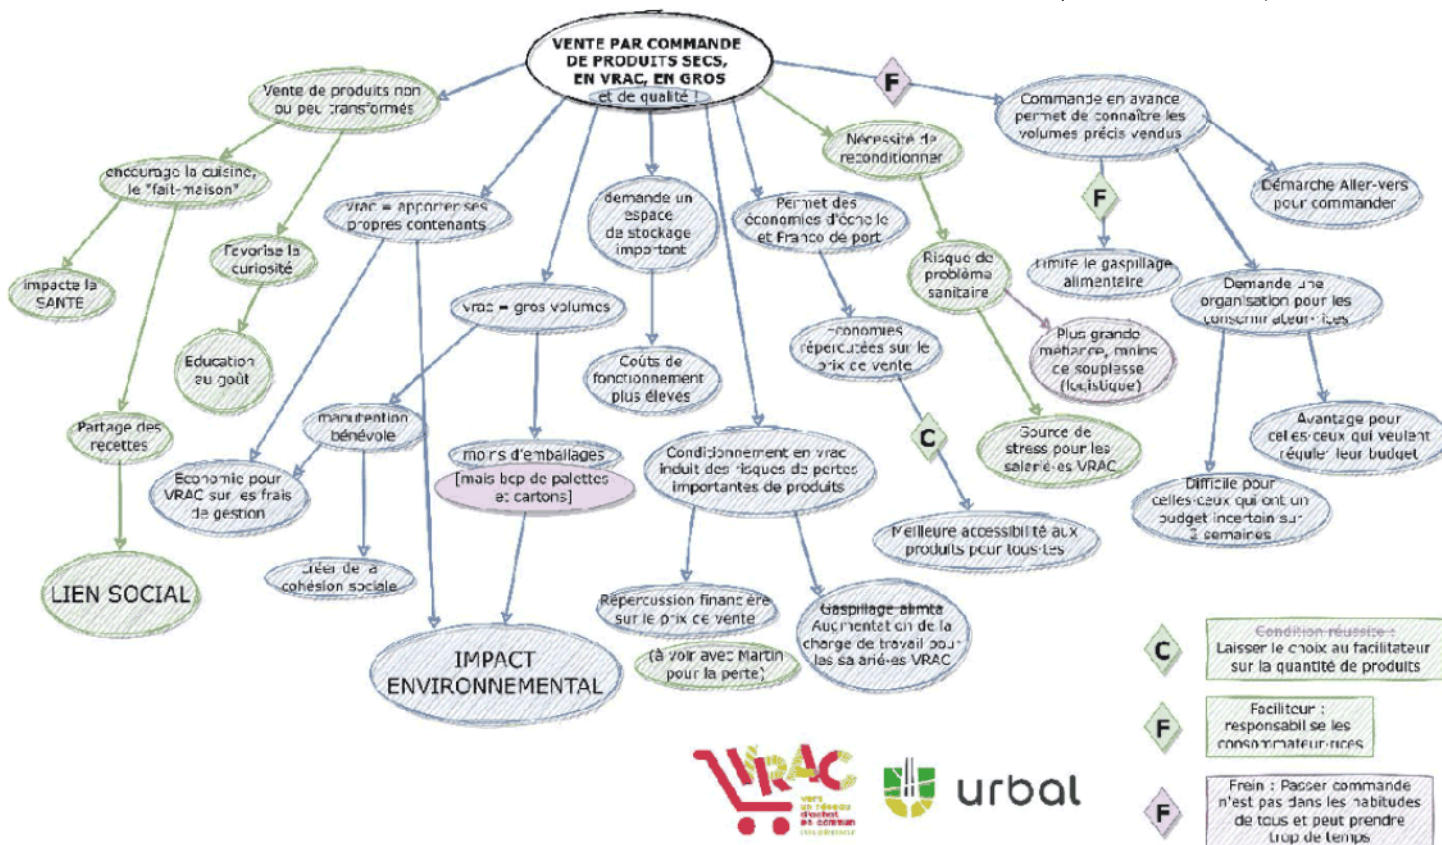 VENTE PAR COMMANDE
DE PRODUITS SECS,
EN VRAC, EN GROS
et de qualité !
Vente de produits non
ou peu transformés
encourage la cuisine,
le "fait-maison"
impacte la
SANTE
Favorise la
curiosité
Education
au goût
Partage des
recettes
LIEN SOCIAL
vrac = apporter ses
propres contenants
Economie pour
VRAC sur les frais
de gestion
vrac = gros volumes
manutention
bénévole
Créer de la
cohésion sociale
moins d'emballages
[mais bcp de palettes
et cartons]
IMPACT
ENVIRONNEMENTAL
demande un
espace
de stockage
important
Coûts de
fonctionnement
plus élevés
Conditionnement en vrac
induit des risques de pertes
importantes de produits
Répercussion financière
sur le prix de vente
(à voir avec Martin
pour la perte)
Gaspillage alimta
Augmentation de la
charge de travail pour
les salarié·es VRAC
Permet des
économies d'échelle
et Franco de port
Economies
répercutées sur le
prix de vente
C
Meilleure accessibilité aux
produits pour tous·tes
Nécessité de
reconditionner
Risque de
problème
sanitaire
Plus grande
méfiance, moins
de souplesse
(logistique)
Source de
stress pour les
salarié·es VRAC
F
Commande en avance
permet de connaître les
volumes précis vendus
F
Limite le gaspillage
alimentaire
Démarche Aller-vers
pour commander
Demande une
organisation pour les
consommateur·rices
Avantage pour
celles·ceux qui veulent
réguler leur budget
Difficile pour
celles·ceux qui ont un
budget incertain sur
2 semaines
C
Condition réussite :
Laisser le choix au facilitateur
sur la quantité de produits
F
Faciliteur :
responsabilise les
consommateur·rices
F
Frein : Passer commande
n'est pas dans les habitudes
de tous et peut prendre
trop de temps
VRAC
vers
un réseau
d'achat
en commun
urbal